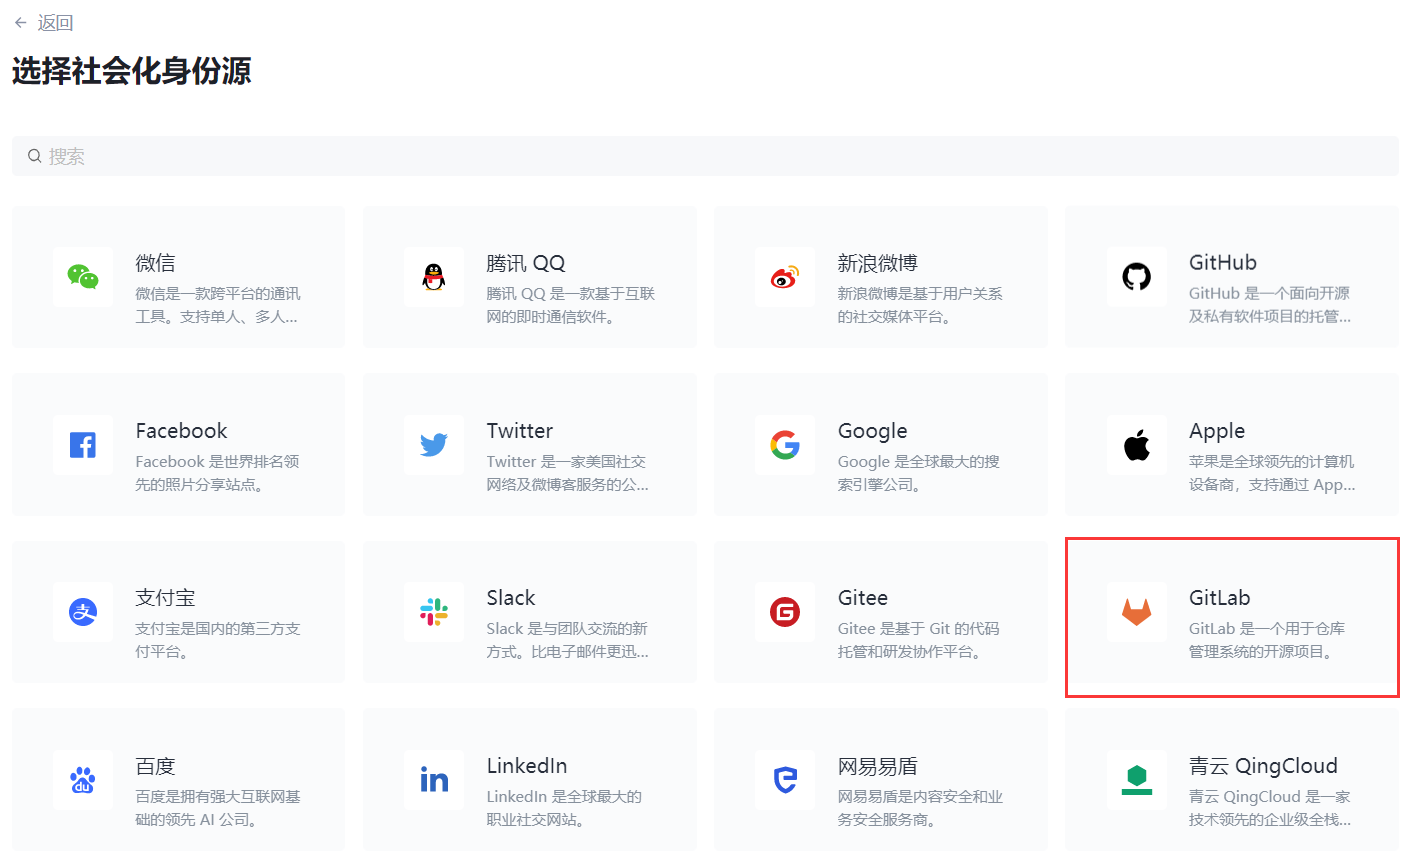 返回
选择社会化身份源
搜索
微信
微信是一款跨平台的通讯
工具。支持单人、多人...
腾讯 QQ
腾讯 QQ 是一款基于互联
网的即时通信软件。
新浪微博
新浪微博是基于用户关系
的社交媒体平台。
GitHub
GitHub 是一个面向开源
及私有软件项目的托管...
Facebook
Facebook 是世界排名领
先的照片分享站点。
Twitter
Twitter 是一家美国社交
网络及微博客服务的公...
Google
Google 是全球最大的搜
索引擎公司。
Apple
苹果是全球领先的计算机
设备商，支持通过 App...
支
支付宝
支付宝是国内的第三方支
付平台。
Slack
Slack 是与团队交流的新
方式。比电子邮件更迅...
G
Gitee
Gitee 是基于 Git 的代码
托管和研发协作平台。
GitLab
GitLab 是一个用于仓库
管理系统的开源项目。
du
百度
百度是拥有强大互联网基
础的领先 AI 公司。
in
LinkedIn
LinkedIn 是全球最大的
职业社交网站。
网易易盾
网易易盾是内容安全和业
务安全服务商。
青云 QingCloud
青云 QingCloud 是一家
技术领先的企业级全栈...